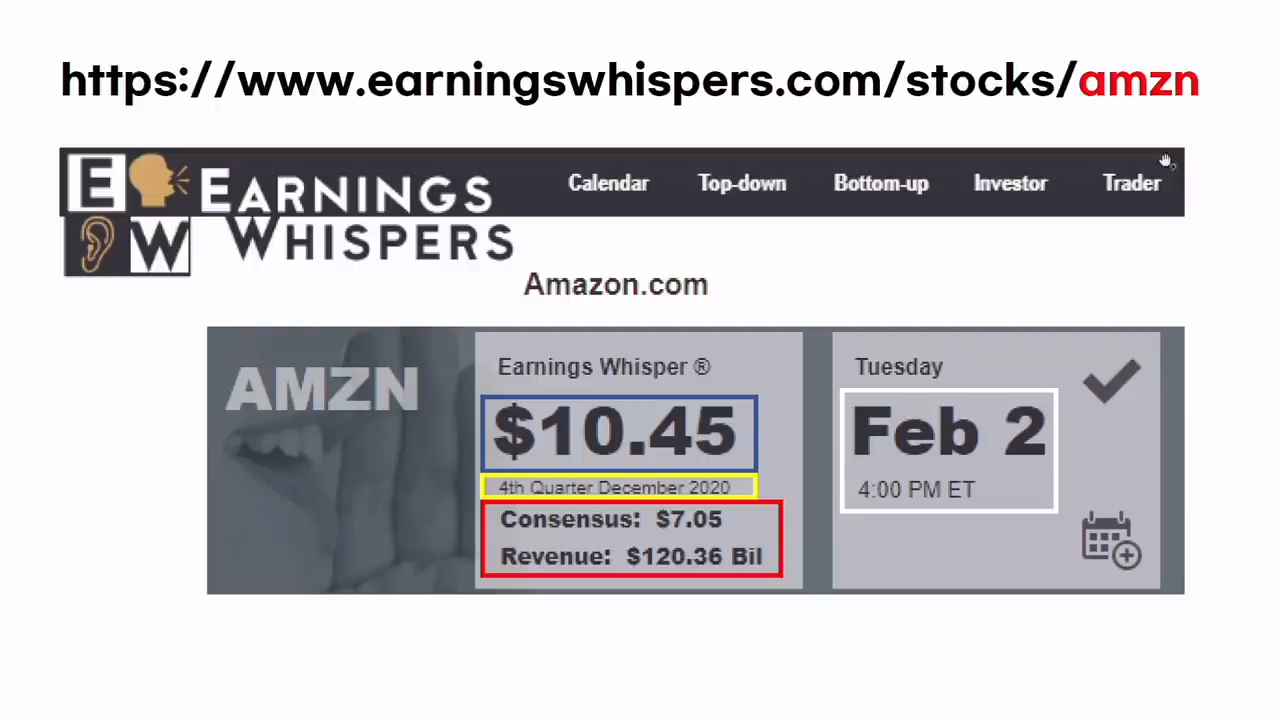 https://www.earningswhispers.com/stocks/amzn
E
W
EARNINGS
WHISPERS
Calendar Top-down Bottom-up Investor Trader
Amazon.com
AMZN
Earnings Whisper ®
$10.45
4th Quarter December 2020
Consensus: $7.05
Revenue: $120.36 Bil
Tuesday
Feb 2
4:00 PM ET